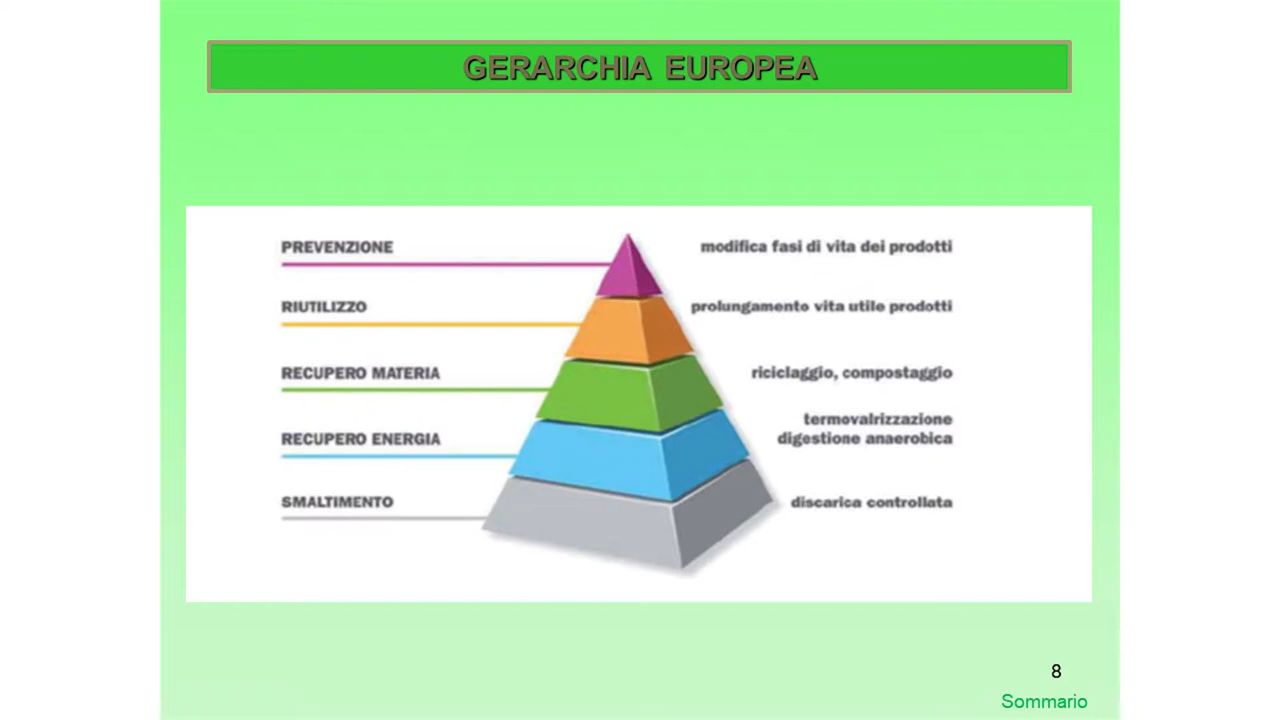 GERARCHIA EUROPEA
PREVENZIONE
modifica fasi di vita dei prodotti
RIUTILIZZO
prolungamento vita utile prodotti
RECUPERO MATERIA
riciclaggio, compostaggio
RECUPERO ENERGIA
termovalrizzazione
digestione anaerobica
SMALTIMENTO
discarica controllata
8
Sommario